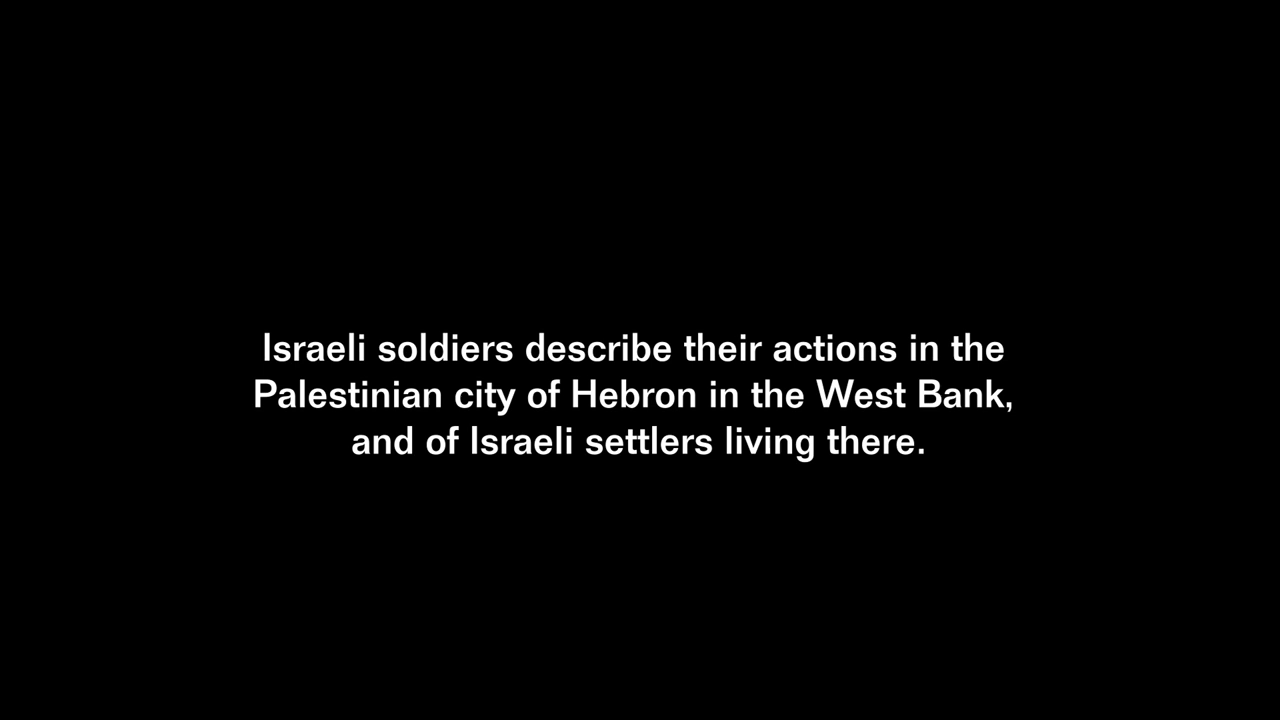 Israeli soldiers describe their actions in the
Palestinian city of Hebron in the West Bank,
and of Israeli settlers living there.